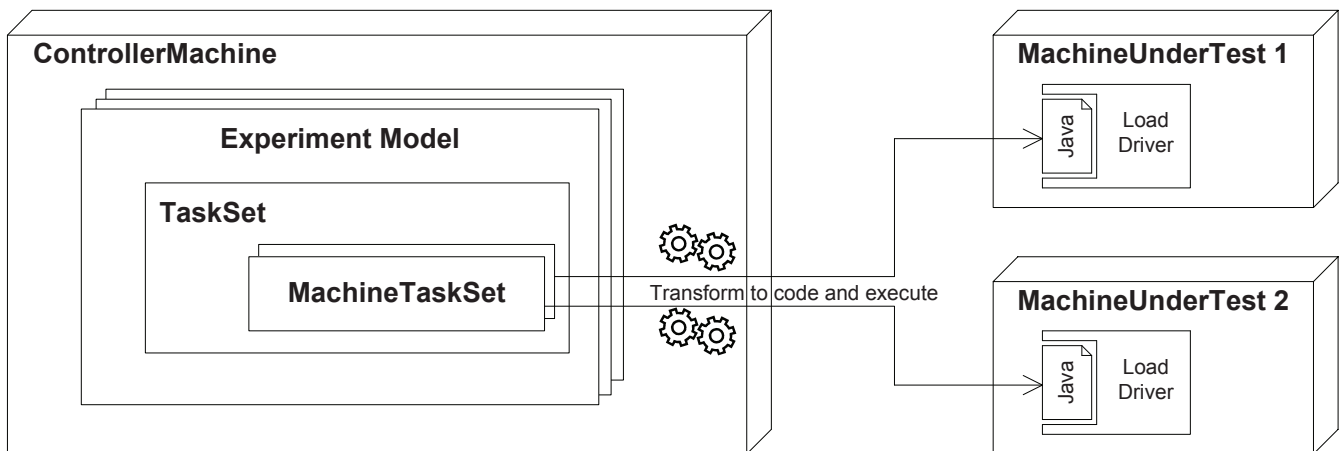 ControllerMachine
Experiment Model
TaskSet
MachineTaskSet
Transform to code and execute
MachineUnderTest 1
Java
Load
Driver
MachineUnderTest 2
Java
Load
Driver